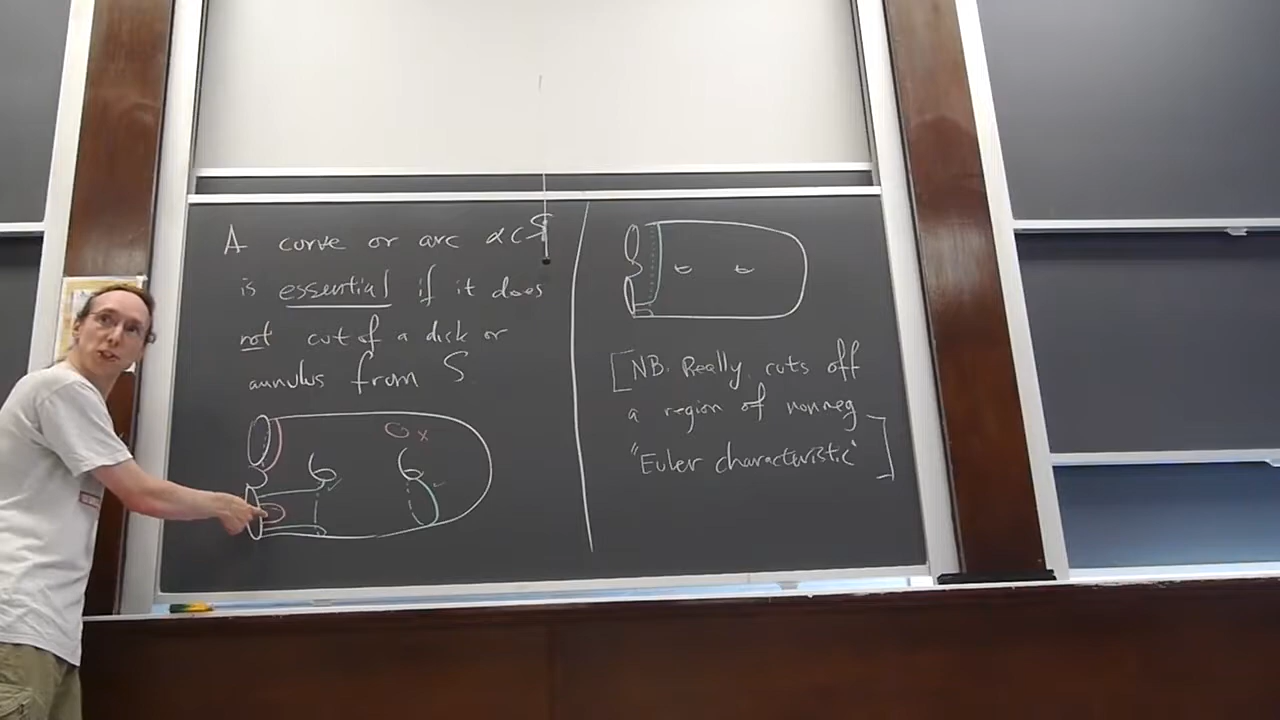 A curve or arc α ⊂ S
is essential if it does
not cut of a disk or
annulus from S
x
✓
✓
[NB. Really, cuts off
a region of nonneg
"Euler characteristic"]